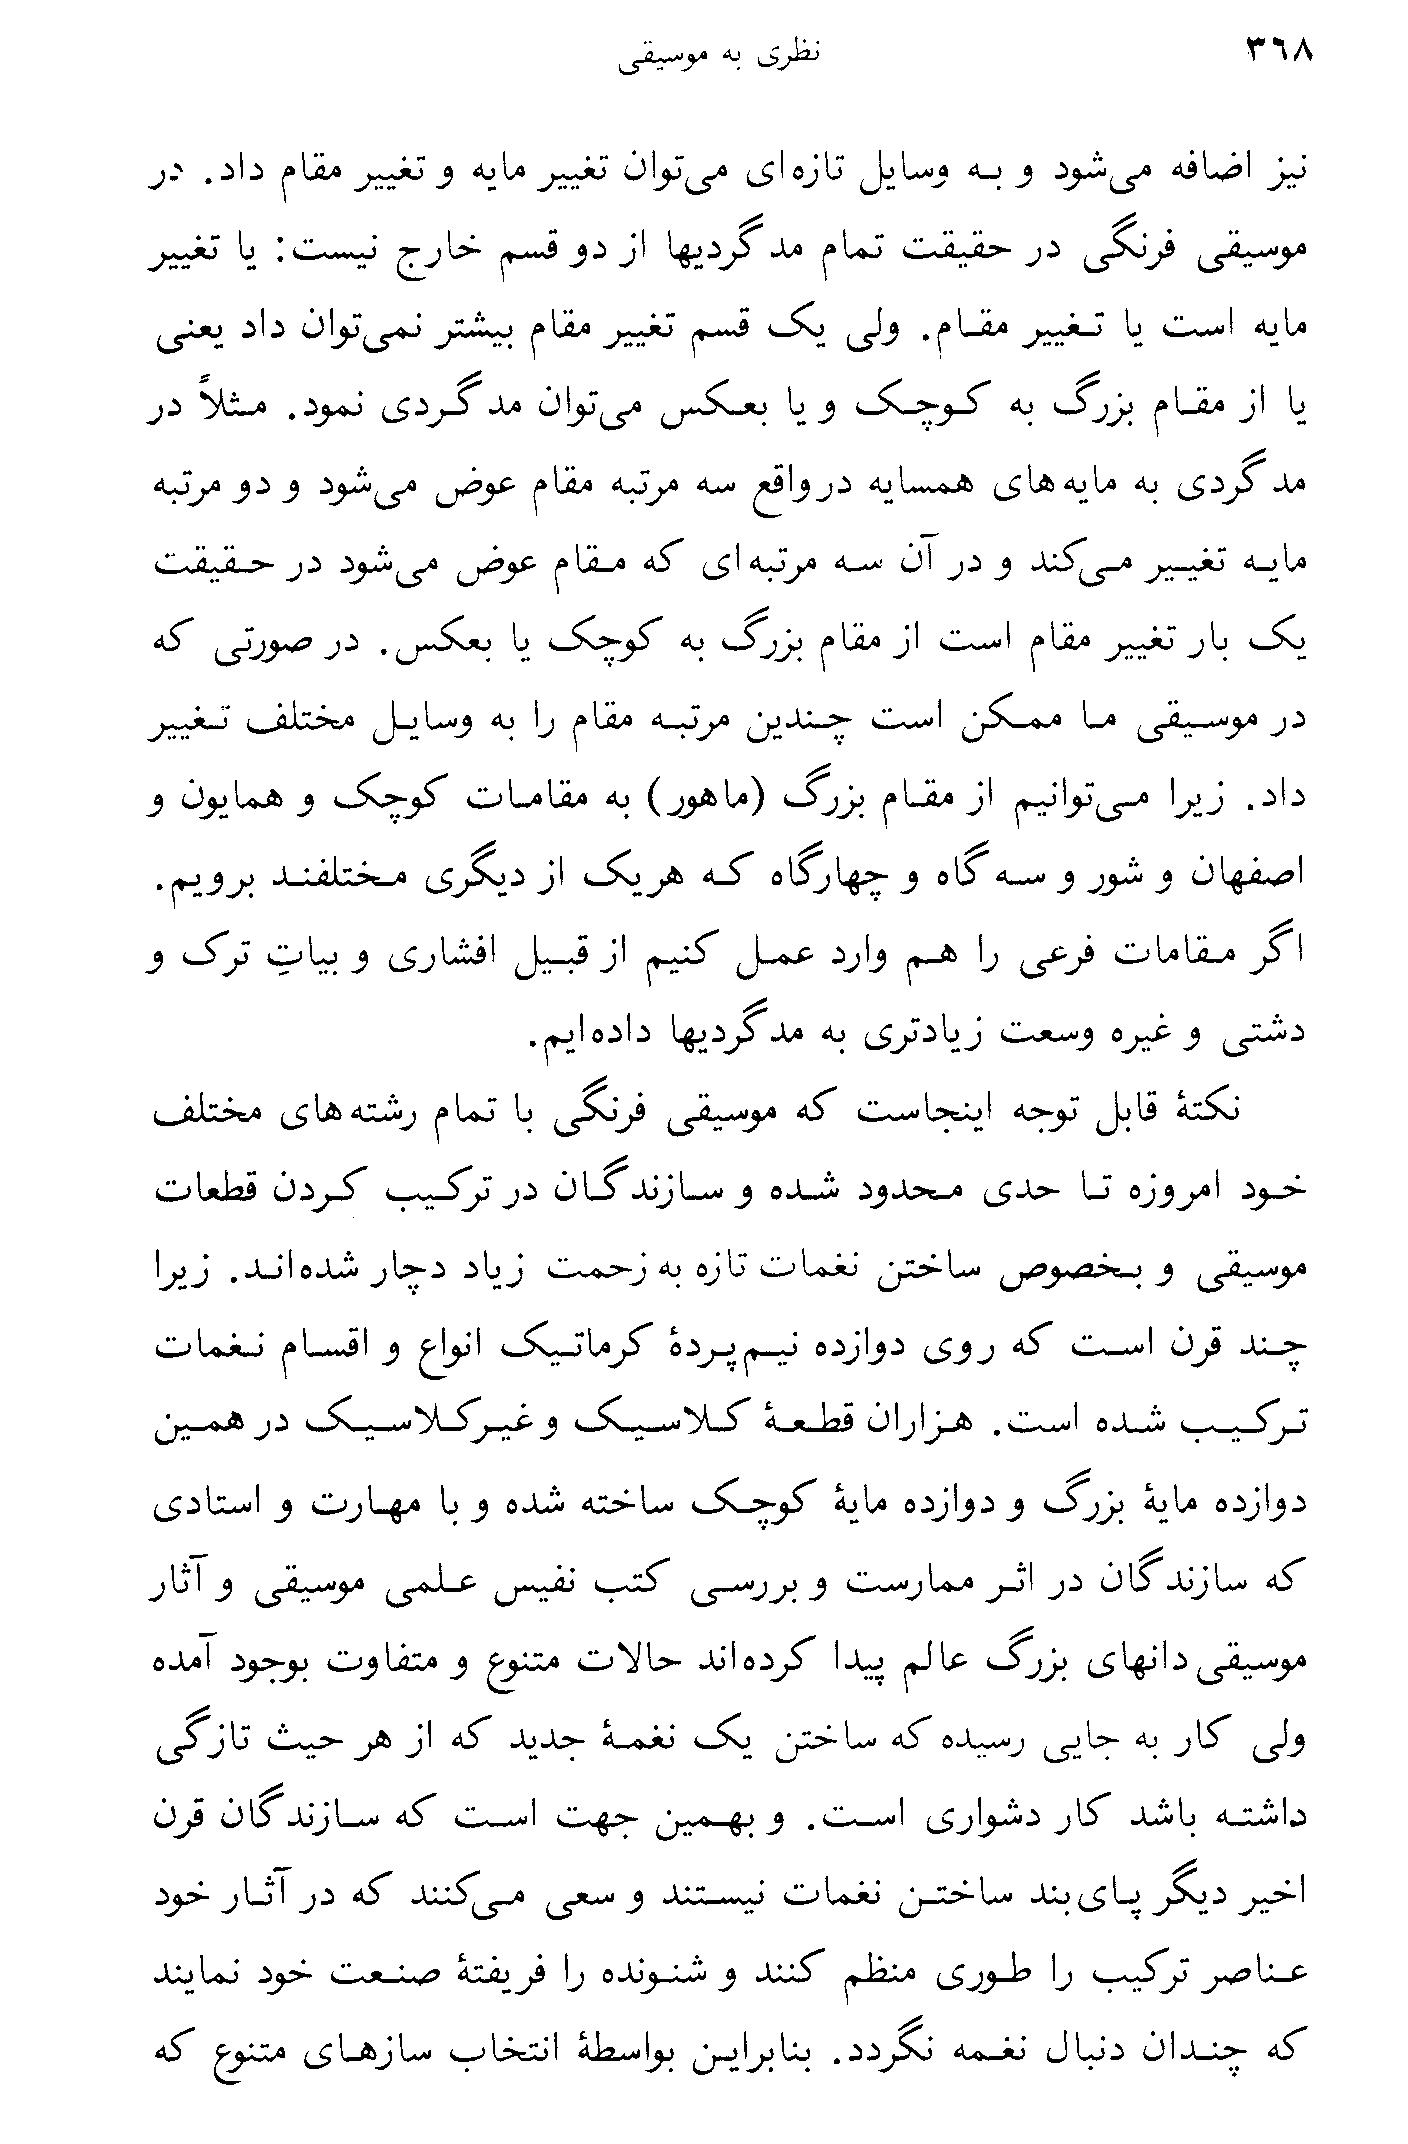 ۳۶۸
نظری به موسیقی
نیز اضافه می‌شود و به وسایل تازه‌ای می‌توان تغییر مایه و تغییر مقام داد. در
موسیقی فرنگی در حقیقت تمام مدگردیها از دو قسم خارج نیست: یا تغییر
مایه است یا تغییر مقام. ولی یک قسم تغییر مقام بیشتر نمی‌توان داد یعنی
یا از مقام بزرگ به کوچک و یا بعکس می‌توان مدگردی نمود. مثلاً در
مدگردی به مایه‌های همسایه درواقع سه مرتبه مقام عوض می‌شود و دو مرتبه
مایه تغییر می‌کند و در آن سه مرتبه‌ای که مقام عوض می‌شود در حقیقت
یک بار تغییر مقام است از مقام بزرگ به کوچک یا بعکس. در صورتی که
در موسیقی ما ممکن است چندین مرتبه مقام را به وسایل مختلف تغییر
داد. زیرا می‌توانیم از مقام بزرگ (ماهور) به مقامات کوچک و همایون و
اصفهان و شور و سه‌گاه و چهارگاه که هریک از دیگری مختلفند برویم.
اگر مقامات فرعی را هم وارد عمل کنیم از قبیل افشاری و بیاتِ ترک و
دشتی و غیره وسعت زیادتری به مدگردیها داده‌ایم.
نکتهٔ قابل توجه اینجاست که موسیقی فرنگی با تمام رشته‌های مختلف
خود امروزه تا حدی محدود شده و سازندگان در ترکیب کردن قطعات
موسیقی و بخصوص ساختن نغمات تازه به زحمت زیاد دچار شده‌اند. زیرا
چند قرن است که روی دوازده نیم‌پردهٔ کرماتیک انواع و اقسام نغمات
ترکیب شده است. هزاران قطعهٔ کلاسیک و غیرکلاسیک در همین
دوازده مایهٔ بزرگ و دوازده مایهٔ کوچک ساخته شده و با مهارت و استادی
که سازندگان در اثر ممارست و بررسی کتب نفیس علمی موسیقی و آثار
موسیقی‌دانهای بزرگ عالم پیدا کرده‌اند حالات متنوع و متفاوت بوجود آمده
ولی کار به جایی رسیده که ساختن یک نغمهٔ جدید که از هر حیث تازگی
داشته باشد کار دشواری است. و بهمین جهت است که سازندگان قرن
اخیر دیگر پای‌بند ساختن نغمات نیستند و سعی می‌کنند که در آثار خود
عناصر ترکیب را طوری منظم کنند و شنونده را فریفتهٔ صنعت خود نمایند
که چندان دنبال نغمه نگردد. بنابراین بواسطهٔ انتخاب سازهای متنوع که